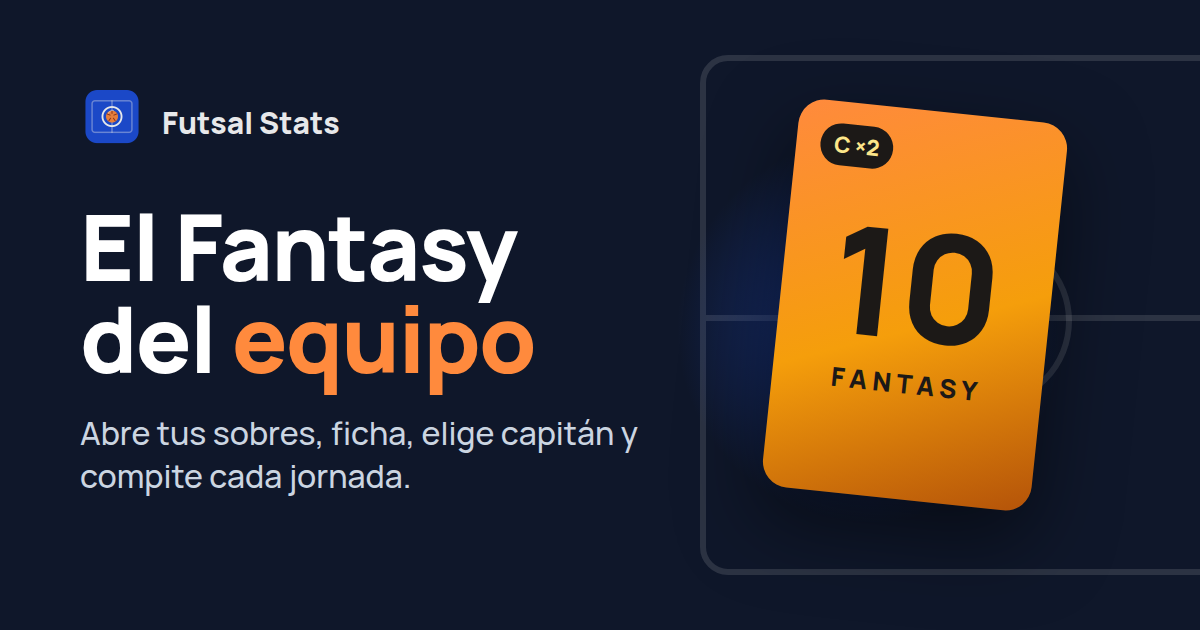 Futsal Stats
El Fantasy
del equipo
Abre tus sobres, ficha, elige capitán y
compite cada jornada.
C ×2
10
FANTASY